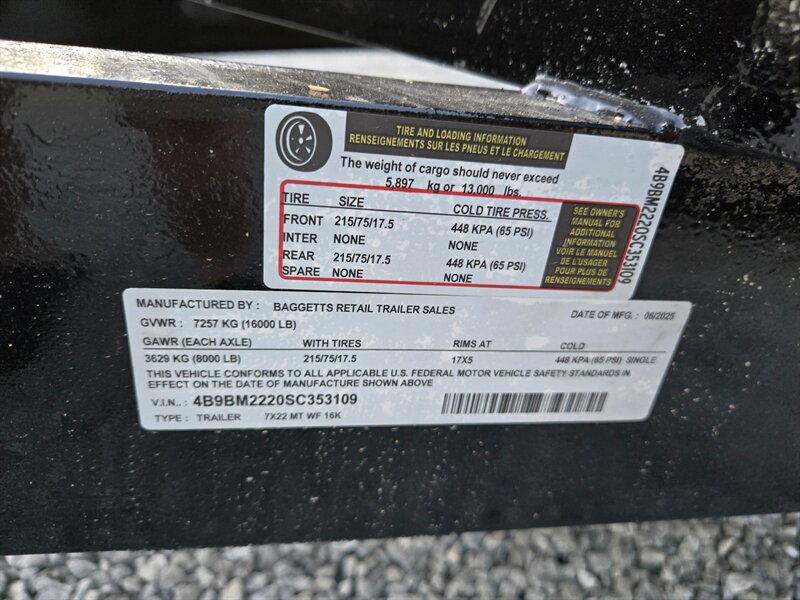 TIRE AND LOADING INFORMATION
RENSEIGNEMENTS SUR LES PNEUS ET LE CHARGEMENT
The weight of cargo should never exceed
5,897 kg or 13,000 lbs.
TIRE SIZE COLD TIRE PRESS.
FRONT 215/75/17.5 448 KPA (65 PSI)
INTER NONE NONE
REAR 215/75/17.5 448 KPA (65 PSI)
SPARE NONE NONE
SEE OWNER'S
MANUAL FOR
ADDITIONAL
INFORMATION
VOIR LE MANUEL
DE L'USAGER
POUR PLUS DE
RENSEIGNEMENTS
4B9BM2220SC353109
MANUFACTURED BY : BAGGETTS RETAIL TRAILER SALES DATE OF MFG. : 06/2025
GVWR : 7257 KG (16000 LB)
GAWR (EACH AXLE) WITH TIRES RIMS AT COLD
3629 KG (8000 LB) 215/75/17.5 17X5 448 KPA (65 PSI) SINGLE
THIS VEHICLE CONFORMS TO ALL APPLICABLE U.S. FEDERAL MOTOR VEHICLE SAFETY STANDARDS IN
EFFECT ON THE DATE OF MANUFACTURE SHOWN ABOVE
V.I.N.. : 4B9BM2220SC353109
TYPE : TRAILER 7X22 MT WF 16K